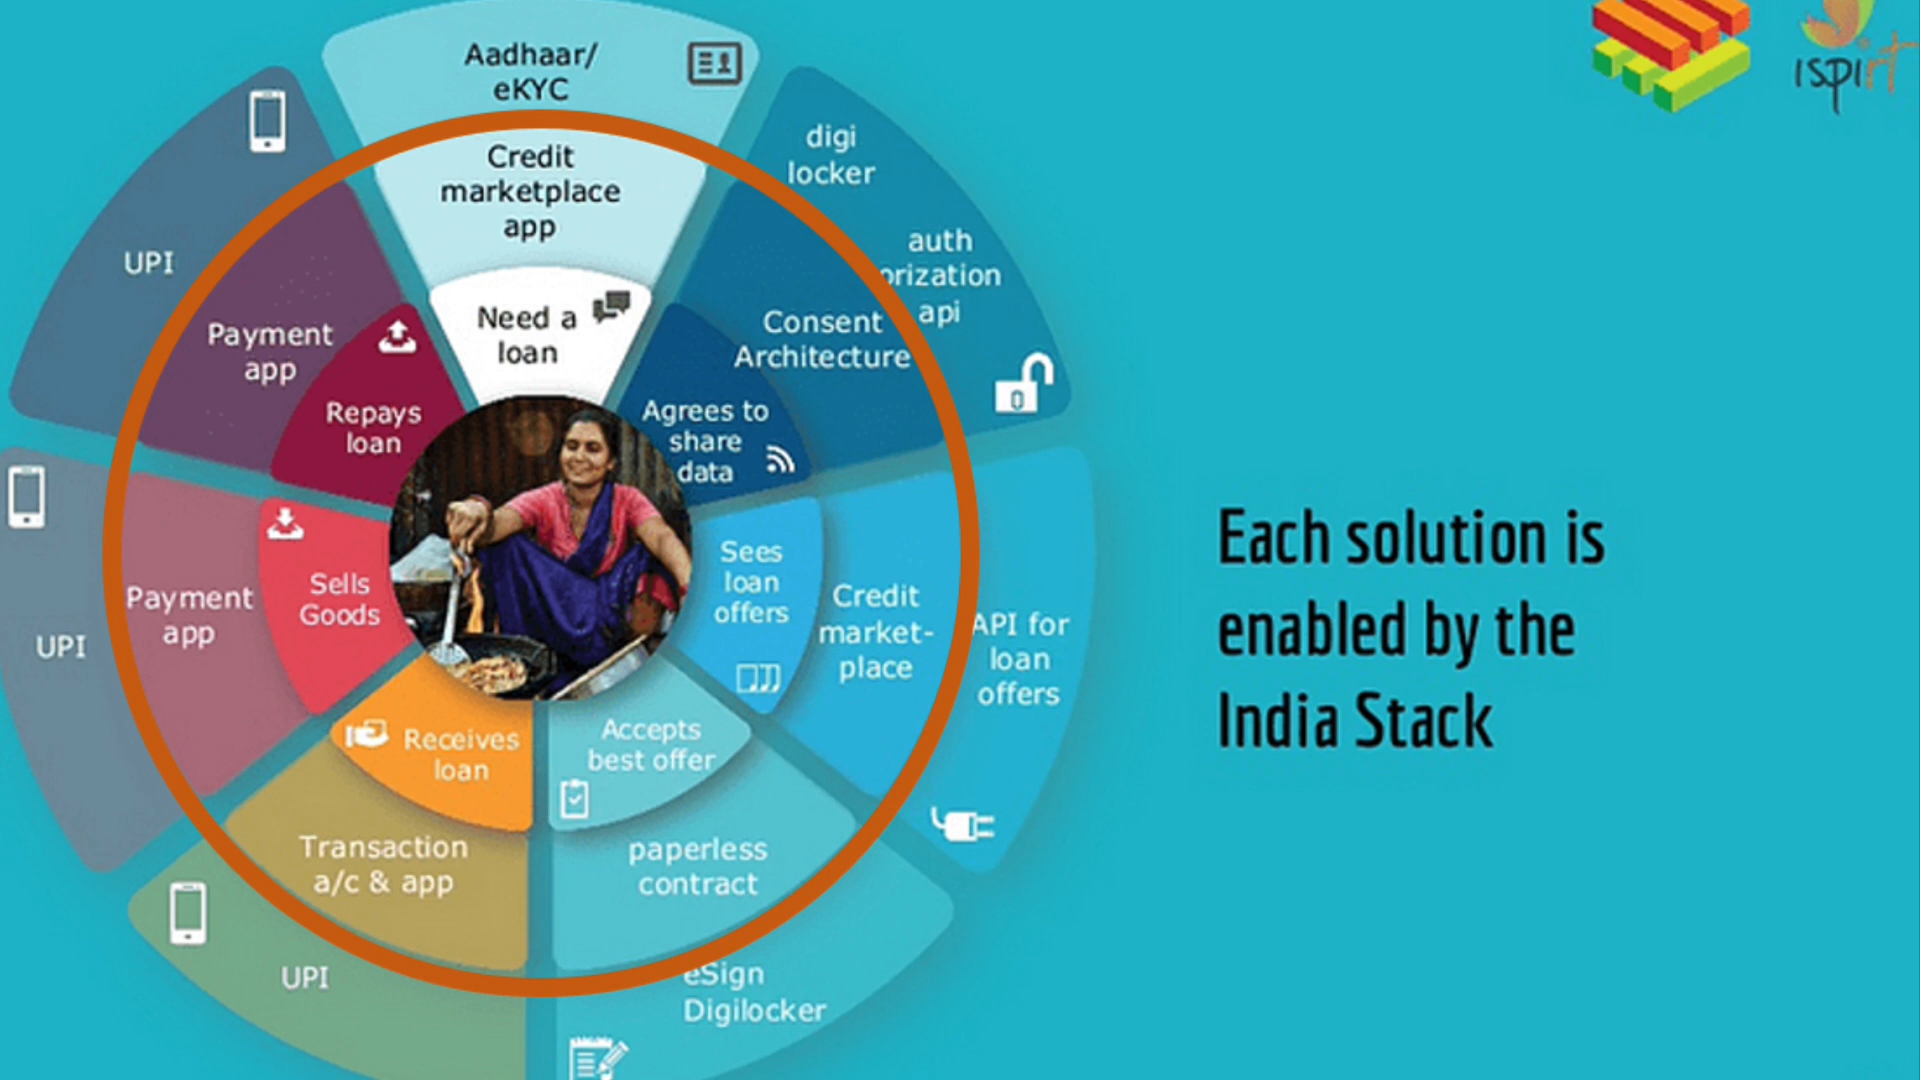 Aadhaar/
eKYC
Credit
marketplace
app
Need a
loan
digi
locker
auth
orization
api
Consent
Architecture
Agrees to
share
data
API for
loan
offers
Credit
market-
place
Sees
loan
offers
eSign
Digilocker
paperless
contract
Accepts
best offer
UPI
Transaction
a/c & app
Receives
loan
UPI
Payment
app
Sells
Goods
UPI
Payment
app
Repays
loan
Each solution is
enabled by the
India Stack
ispirt